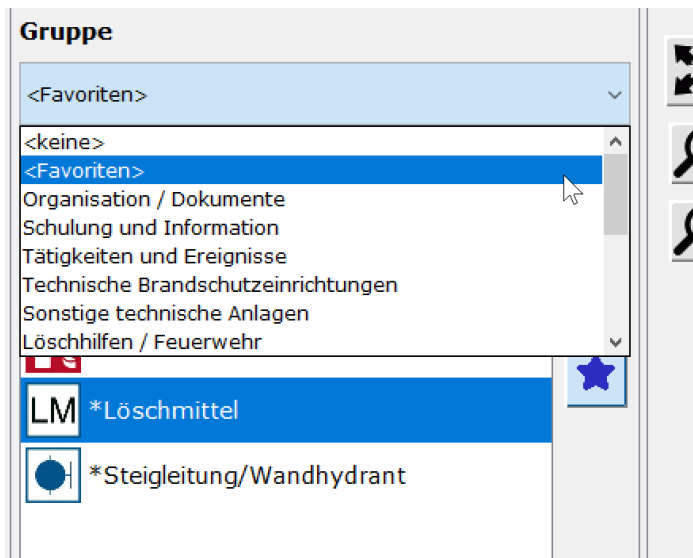 Gruppe
<Favoriten>
<keine>
<Favoriten>
Organisation / Dokumente
Schulung und Information
Tätigkeiten und Ereignisse
Technische Brandschutzeinrichtungen
Sonstige technische Anlagen
Löschhilfen / Feuerwehr
LM *Löschmittel
*Steigleitung/Wandhydrant